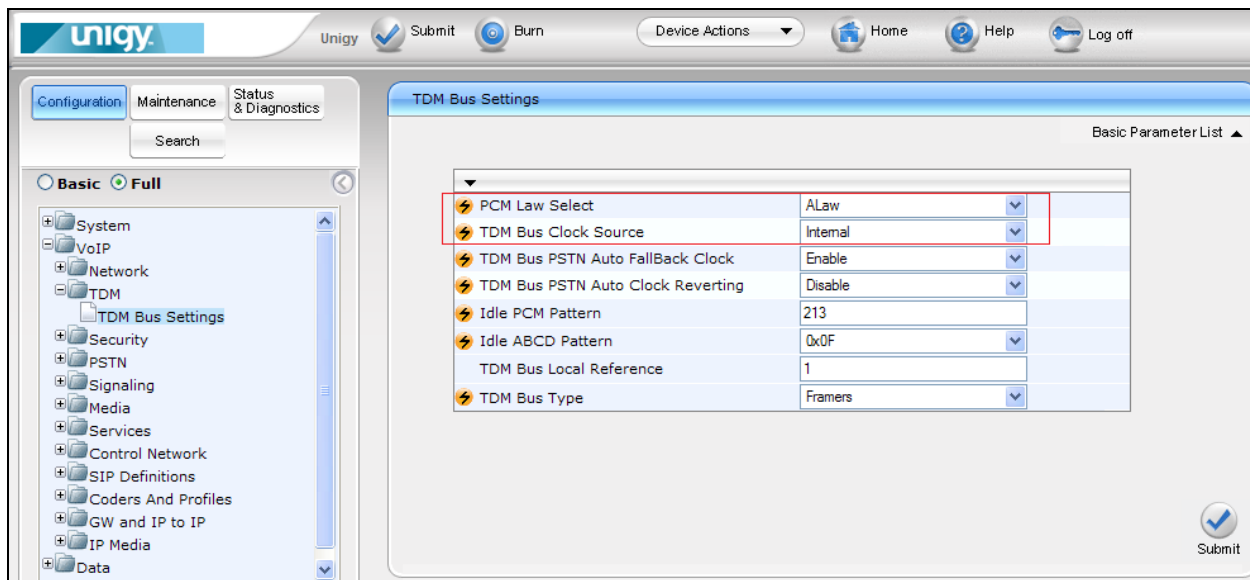 unigy.
Unigy
Submit
Burn
Device Actions
Home
Help
Log off
Configuration
Maintenance
Status
& Diagnostics
Search
Basic
Full
System
VoIP
Network
TDM
TDM Bus Settings
Security
PSTN
Signaling
Media
Services
Control Network
SIP Definitions
Coders And Profiles
GW and IP to IP
IP Media
Data
TDM Bus Settings
Basic Parameter List
PCM Law Select ALaw
TDM Bus Clock Source Internal
TDM Bus PSTN Auto FallBack Clock Enable
TDM Bus PSTN Auto Clock Reverting Disable
Idle PCM Pattern 213
Idle ABCD Pattern 0x0F
TDM Bus Local Reference 1
TDM Bus Type Framers
Submit